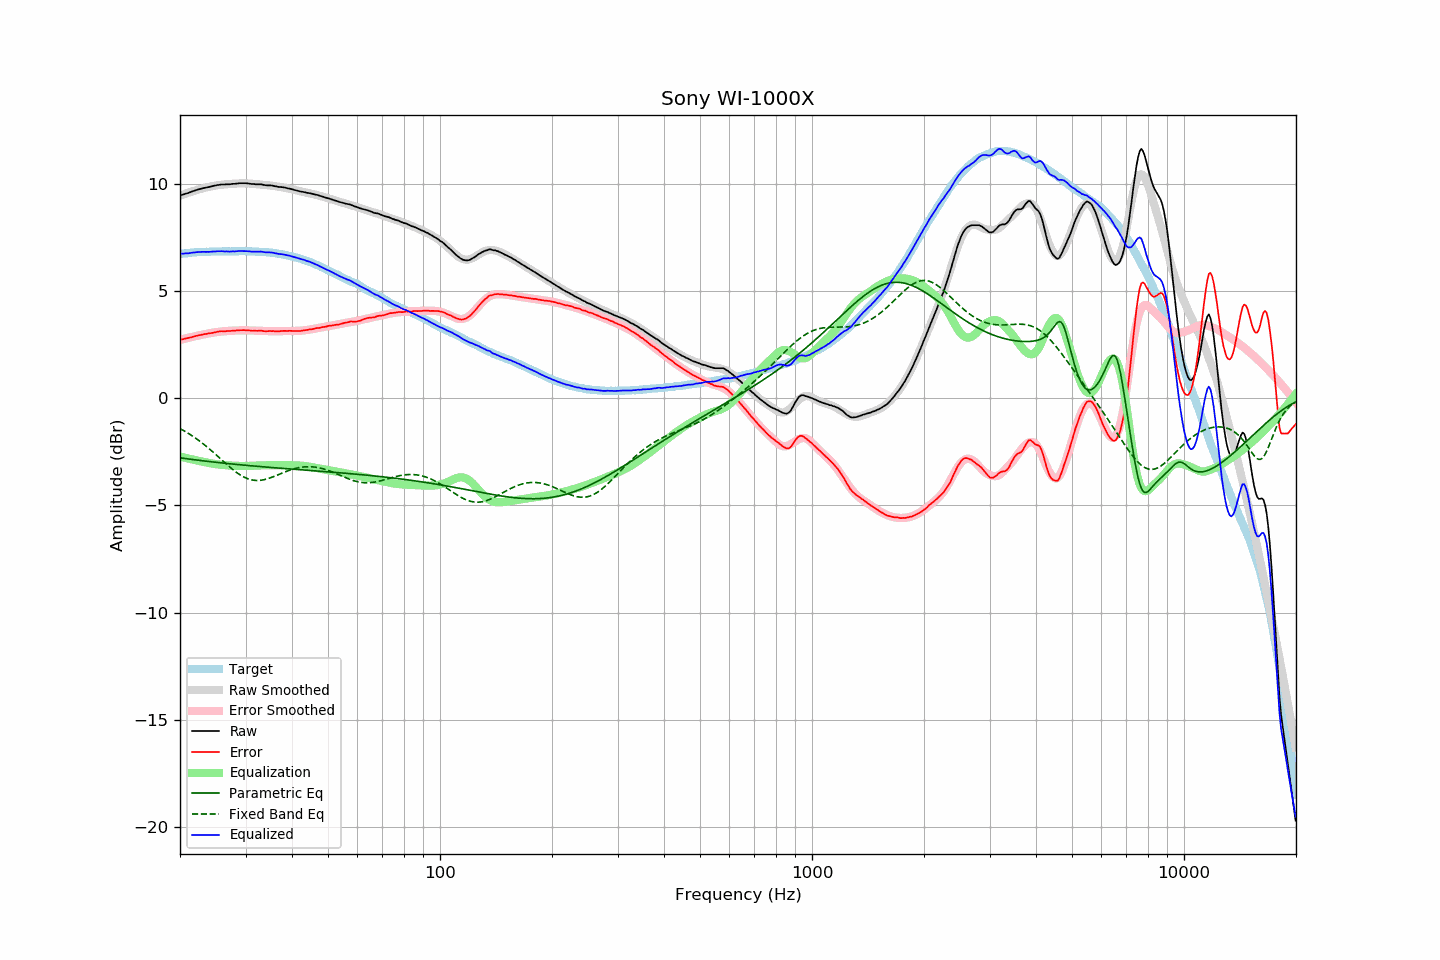 Sony WI-1000X
Amplitude (dBr)
10
5
0
−5
−10
−15
−20
Target
Raw Smoothed
Error Smoothed
Raw
Error
Equalization
Parametric Eq
Fixed Band Eq
Equalized
100
1000
10000
Frequency (Hz)